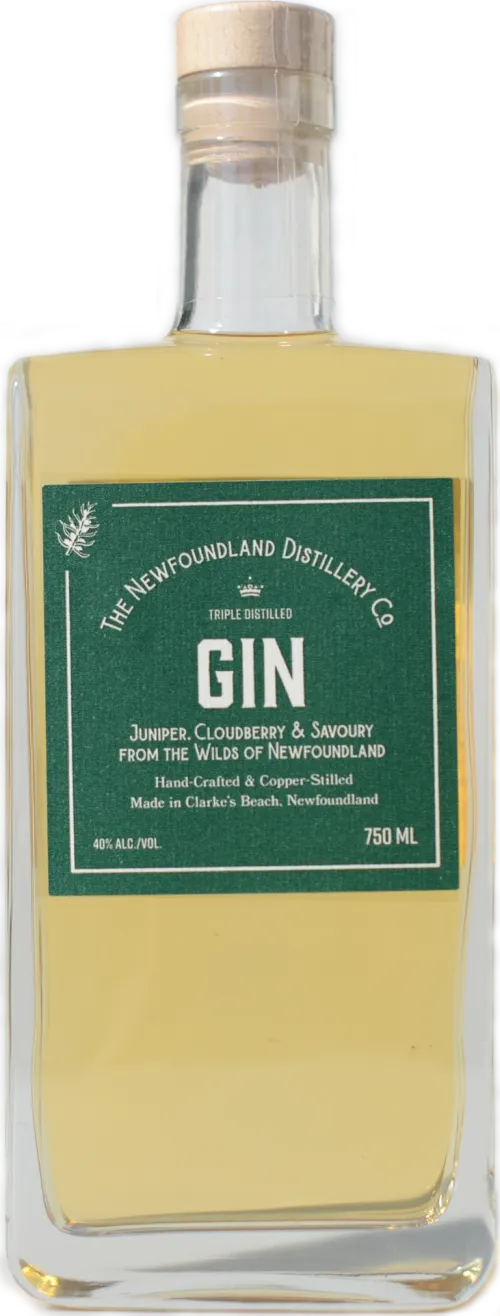 The Newfoundland Distillery Co
TRIPLE DISTILLED
GIN
Juniper, Cloudberry & Savoury
from the Wilds of Newfoundland
Hand-Crafted & Copper-Stilled
Made in Clarke's Beach, Newfoundland
40% ALC./VOL.
750 ML